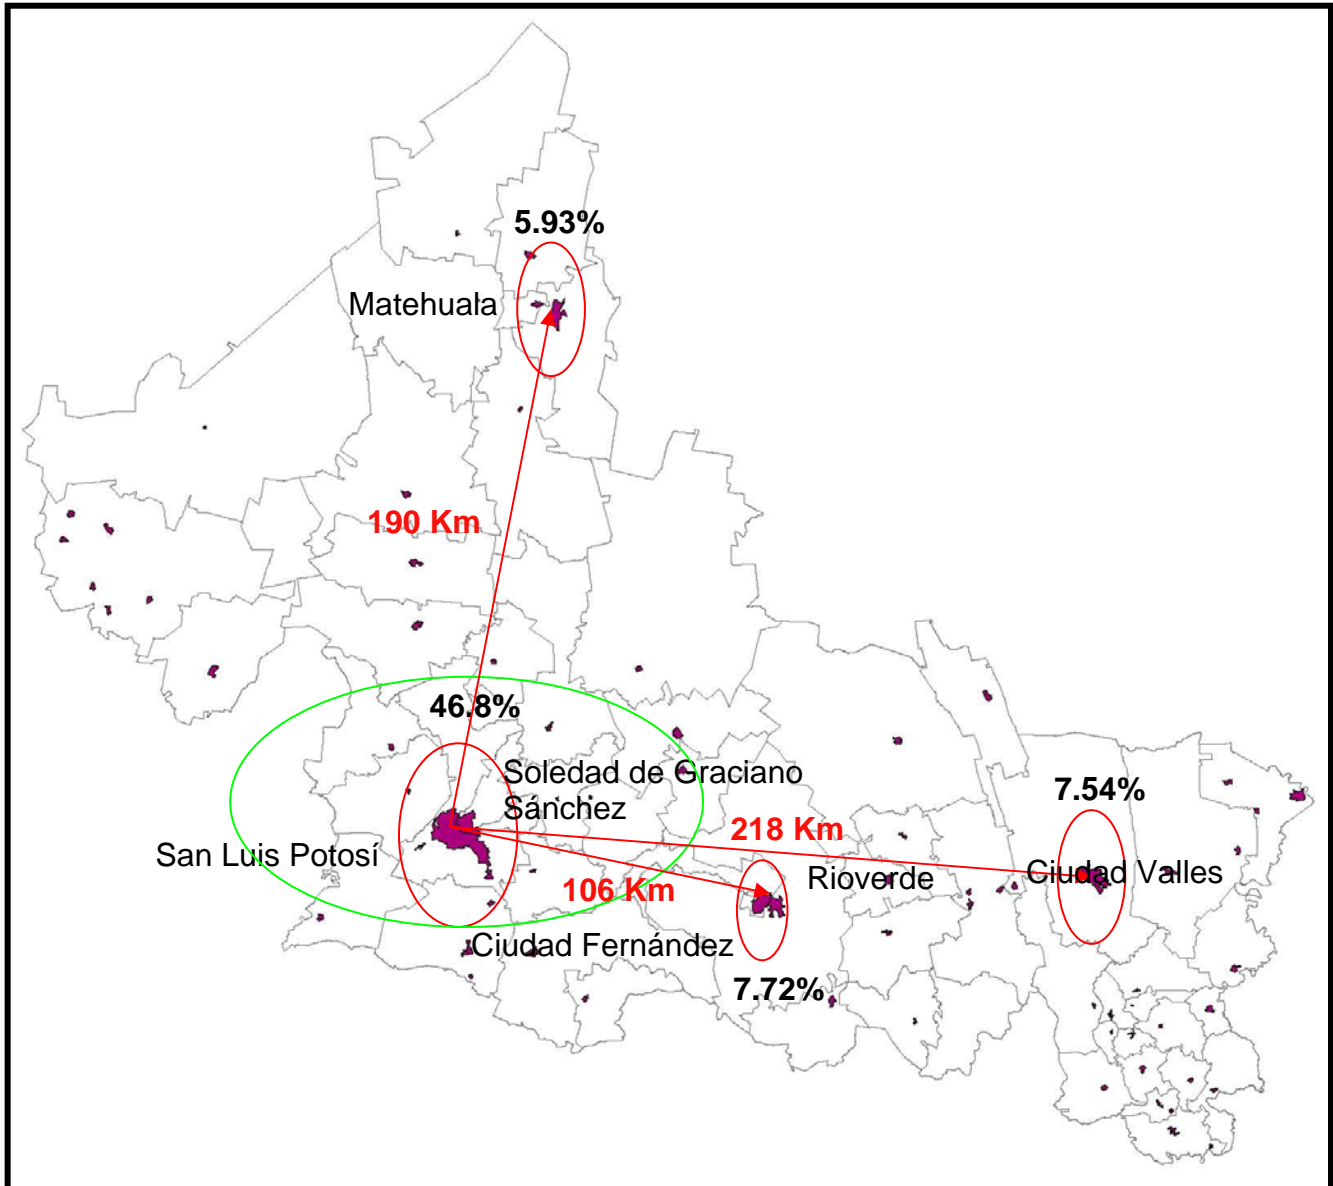 5.93%
Matehuala
190 Km
46.8%
Soledad de Graciano
Sánchez
7.54%
218 Km
San Luis Potosí
Ciudad Valles
Rioverde
106 Km
Ciudad Fernández
7.72%